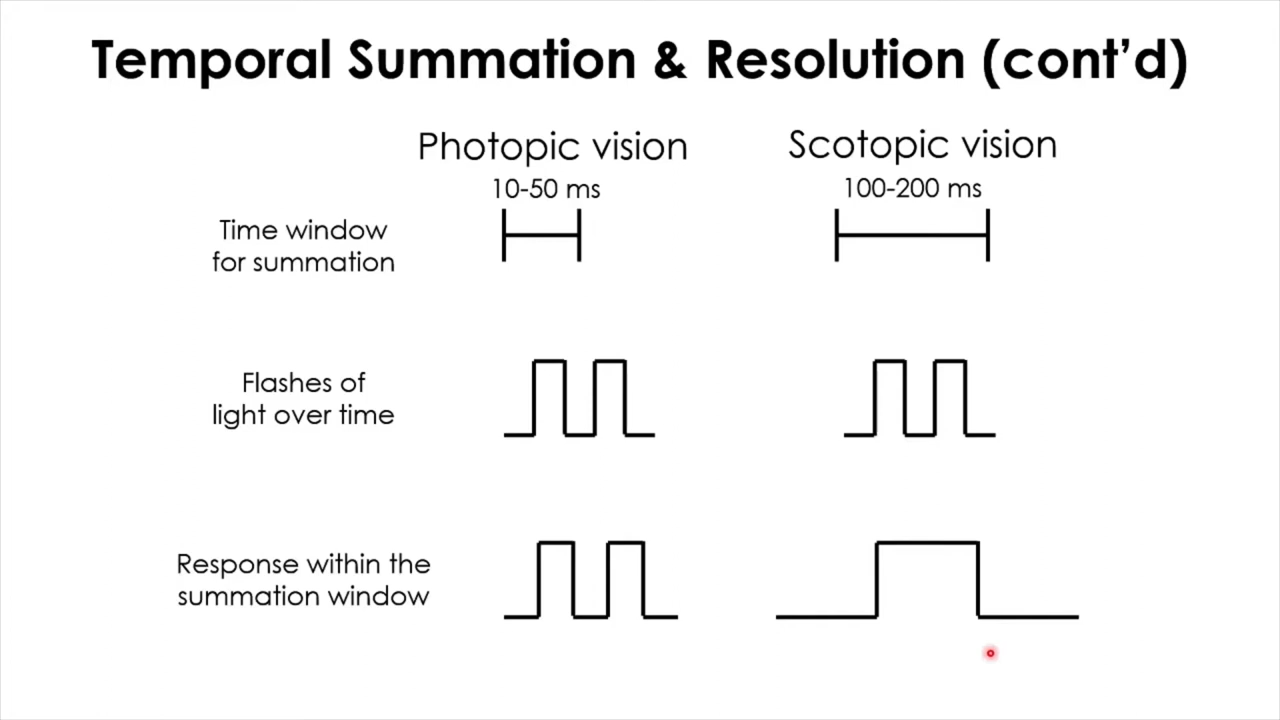 Temporal Summation & Resolution (cont’d)
Photopic vision
Scotopic vision
10-50 ms
100-200 ms
Time window
for summation
Flashes of
light over time
Response within the
summation window